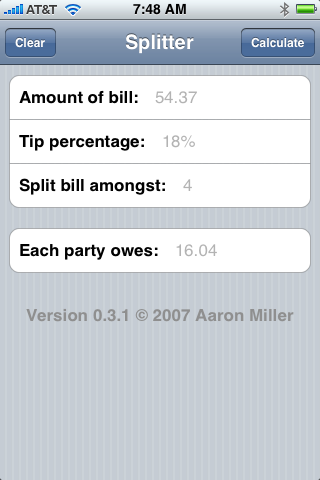 AT&T 7:48 AM
Clear Splitter Calculate
Amount of bill: 54.37
Tip percentage: 18%
Split bill amongst: 4
Each party owes: 16.04
Version 0.3.1 © 2007 Aaron Miller